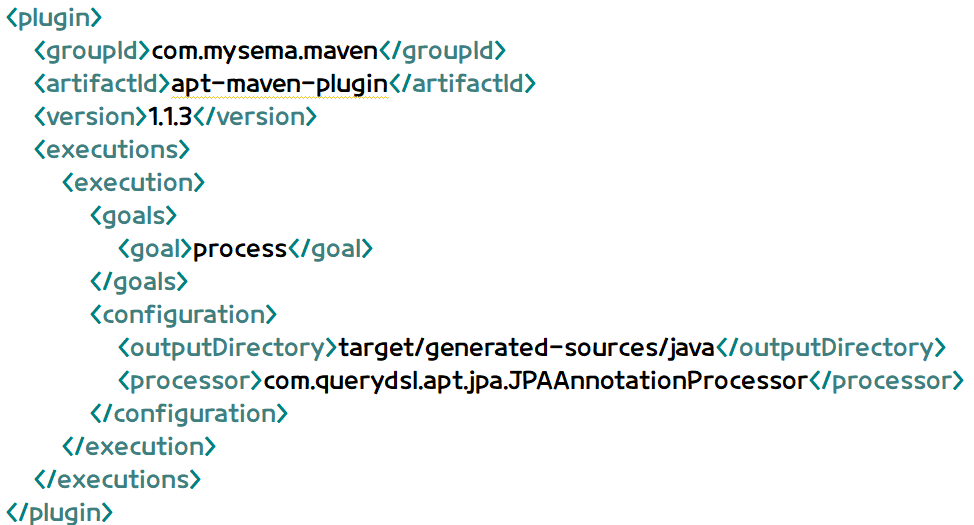 <plugin>
<groupId>com.mysema.maven</groupId>
<artifactId>apt-maven-plugin</artifactId>
<version>1.1.3</version>
<executions>
<execution>
<goals>
<goal>process</goal>
</goals>
<configuration>
<outputDirectory>target/generated-sources/java</outputDirectory>
<processor>com.querydsl.apt.jpa.JPAAnnotationProcessor</processor>
</configuration>
</execution>
</executions>
</plugin>